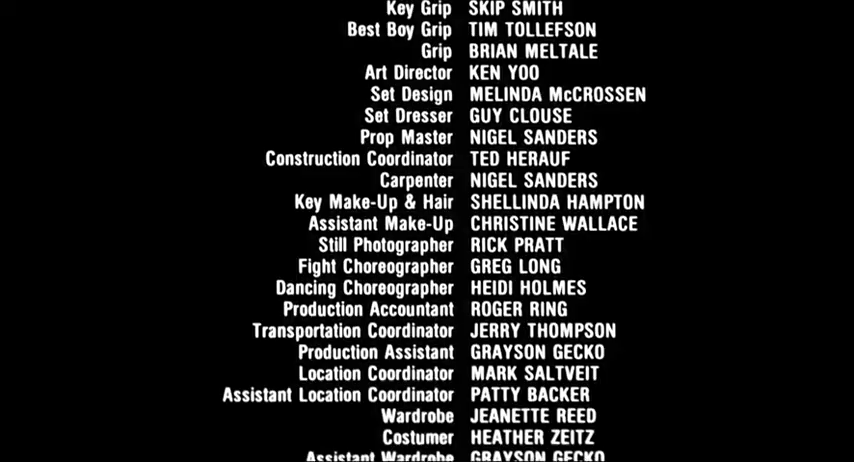 Key Grip SKIP SMITH
Best Boy Grip TIM TOLLEFSON
Grip BRIAN MELTALE
Art Director KEN YOO
Set Design MELINDA McCROSSEN
Set Dresser GUY CLOUSE
Prop Master NIGEL SANDERS
Construction Coordinator TED HERAUF
Carpenter NIGEL SANDERS
Key Make-Up & Hair SHELLINDA HAMPTON
Assistant Make-Up CHRISTINE WALLACE
Still Photographer RICK PRATT
Fight Choreographer GREG LONG
Dancing Choreographer HEIDI HOLMES
Production Accountant ROGER RING
Transportation Coordinator JERRY THOMPSON
Production Assistant GRAYSON GECKO
Location Coordinator MARK SALTVEIT
Assistant Location Coordinator PATTY BACKER
Wardrobe JEANETTE REED
Costumer HEATHER ZEITZ
Assistant Wardrobe GRAYSON GECKO